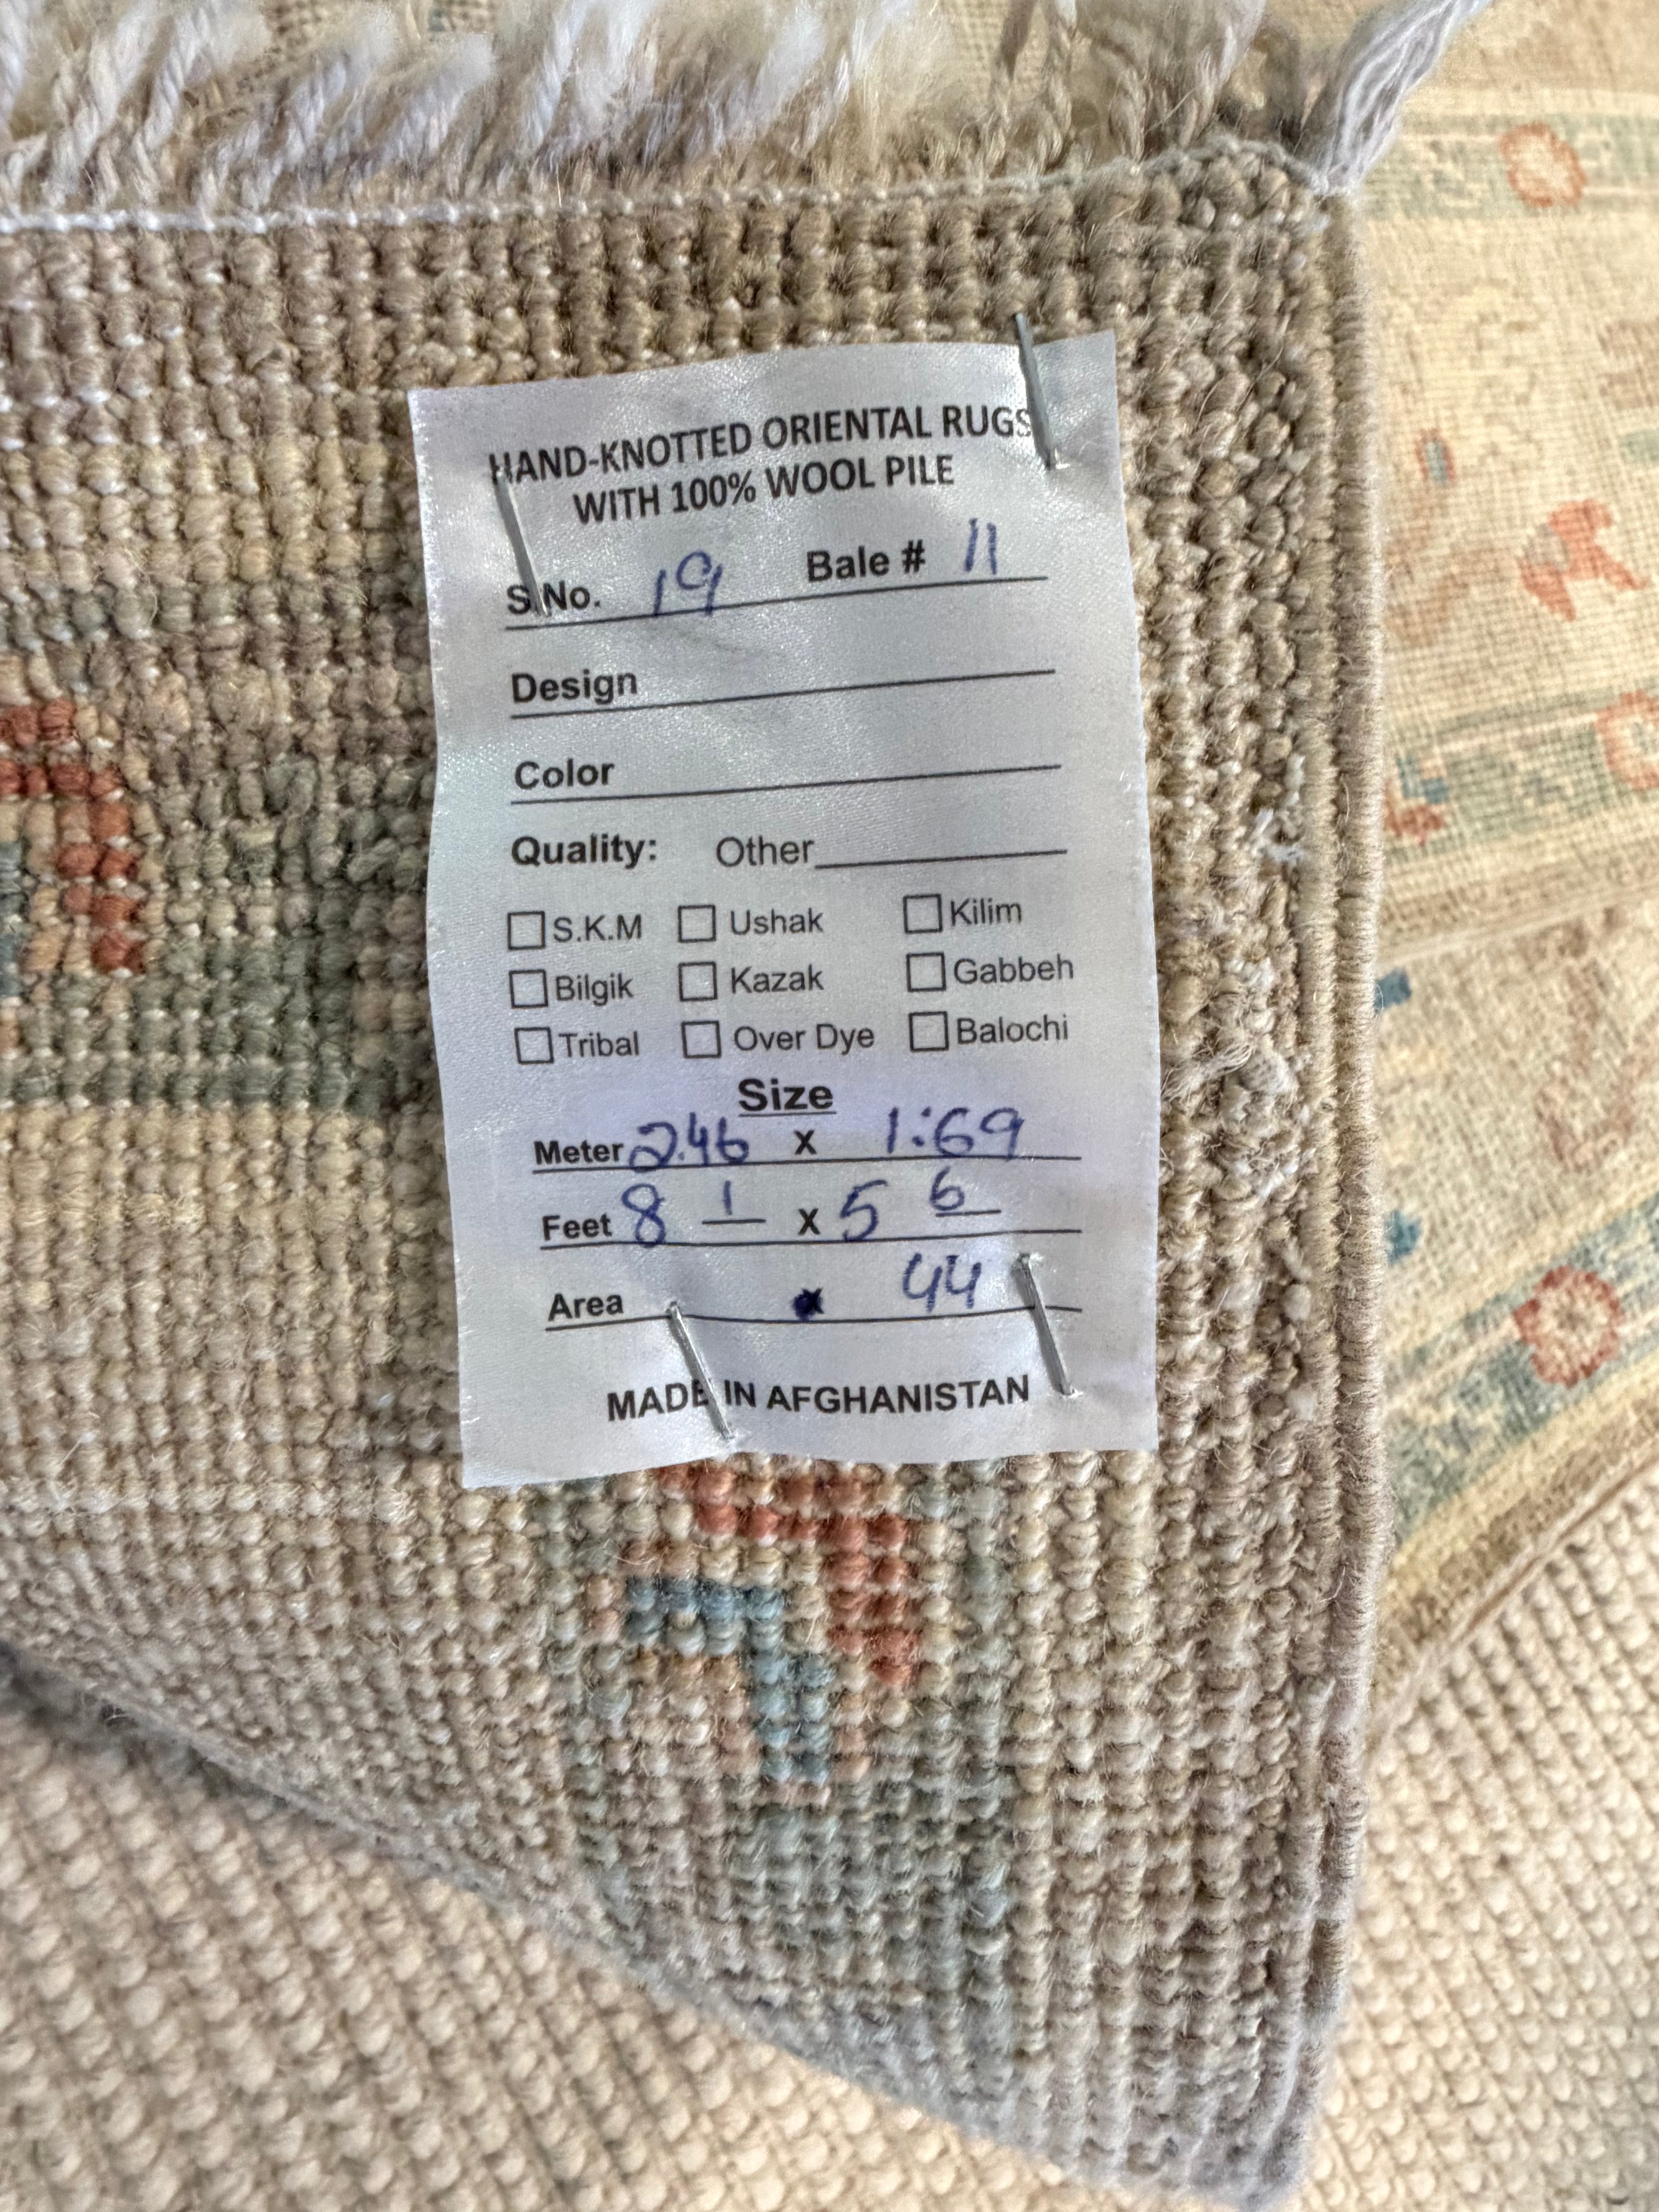 HAND-KNOTTED ORIENTAL RUGS
WITH 100% WOOL PILE
S.No. 19 Bale # 11
Design
Color
Quality: Other
S.K.M Ushak Kilim
Bilgik Kazak Gabbeh
Tribal Over Dye Balochi
Size
Meter 2.46 x 1:69
Feet 8 1 x 5 6
Area x 44
MADE IN AFGHANISTAN